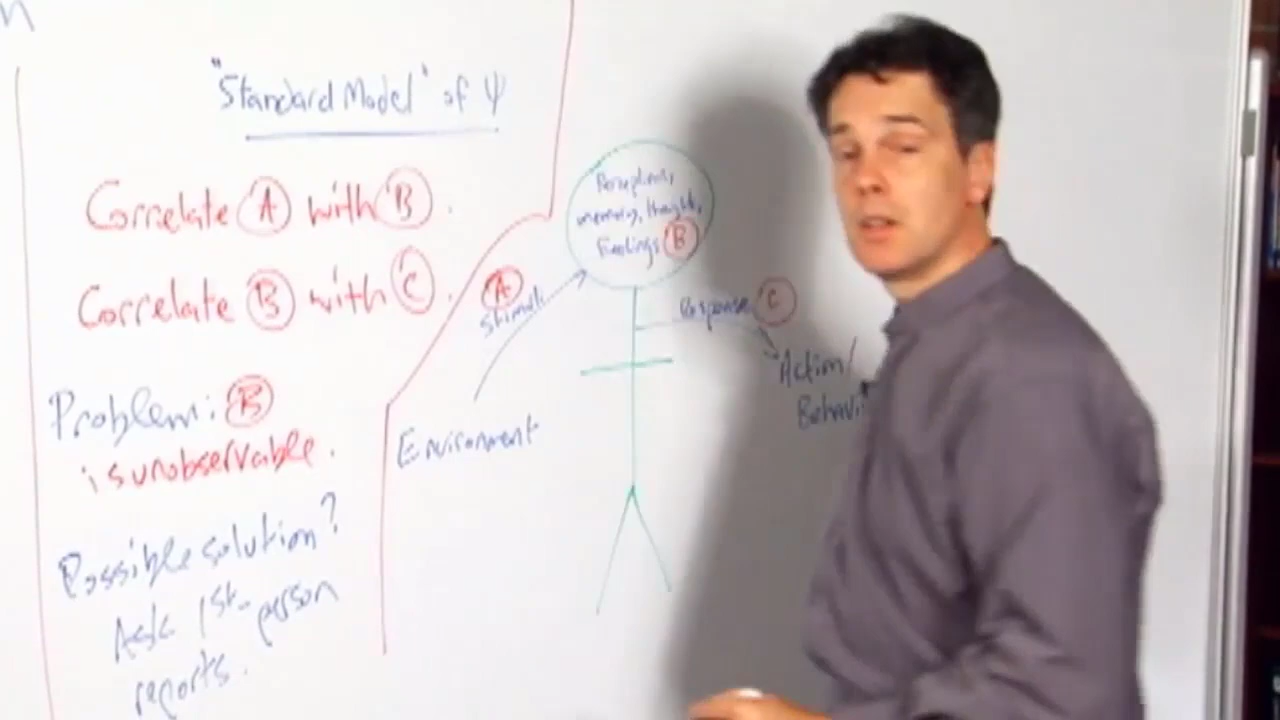 n
"Standard Model" of Ψ
Correlate A with B.
Correlate B with C.
Problem: B
is unobservable.
Possible solution?
Ask 1st-person
reports.
Perceptions,
memory, thoughts,
Feelings B
A
Stimuli
Environment
Response C
Action/
Behavi